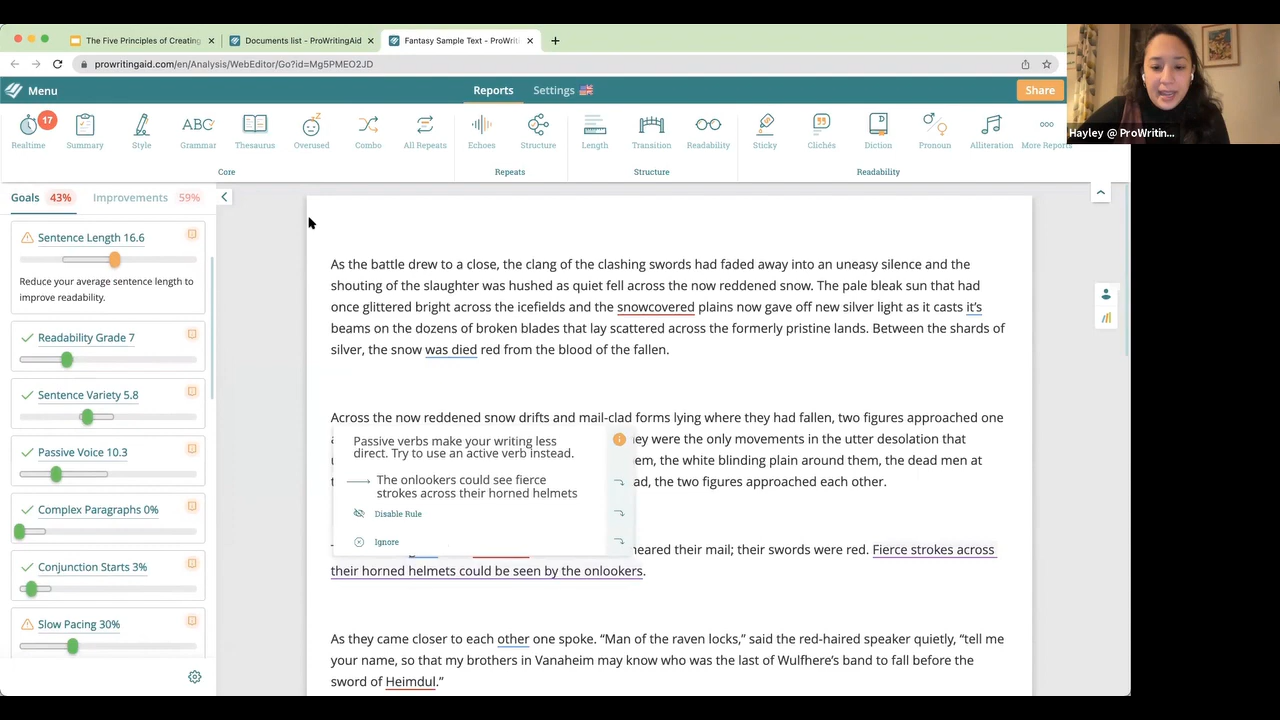 The Five Principles of Creating
Documents list - ProWritingAid
Fantasy Sample Text - ProWriti
prowritingaid.com/en/Analysis/WebEditor/Go?id=Mg5PMEO2JD
Menu
Reports
Settings
Share
Hayley @ ProWritin...
17
Realtime
Summary
Style
ABC
Grammar
Thesaurus
Overused
Combo
All Repeats
Echoes
Structure
Length
Transition
Readability
Sticky
Clichés
Diction
Pronoun
Alliteration
More Reports
Core
Repeats
Structure
Readability
Goals 43%
Improvements 59%
Sentence Length 16.6
Reduce your average sentence length to
improve readability.
Readability Grade 7
Sentence Variety 5.8
Passive Voice 10.3
Complex Paragraphs 0%
Conjunction Starts 3%
Slow Pacing 30%
As the battle drew to a close, the clang of the clashing swords had faded away into an uneasy silence and the
shouting of the slaughter was hushed as quiet fell across the now reddened snow. The pale bleak sun that had
once glittered bright across the icefields and the snowcovered plains now gave off new silver light as it casts it's
beams on the dozens of broken blades that lay scattered across the formerly pristine lands. Between the shards of
silver, the snow was died red from the blood of the fallen.
Across the now reddened snow drifts and mail-clad forms lying where they had fallen, two figures approached one
ey were the only movements in the utter desolation that
em, the white blinding plain around them, the dead men at
ad, the two figures approached each other.
Passive verbs make your writing less
direct. Try to use an active verb instead.
The onlookers could see fierce
strokes across their horned helmets
Disable Rule
Ignore
neared their mail; their swords were red. Fierce strokes across
their horned helmets could be seen by the onlookers.
As they came closer to each other one spoke. “Man of the raven locks,” said the red-haired speaker quietly, “tell me
your name, so that my brothers in Vanaheim may know who was the last of Wulfhere's band to fall before the
sword of Heimdul.”